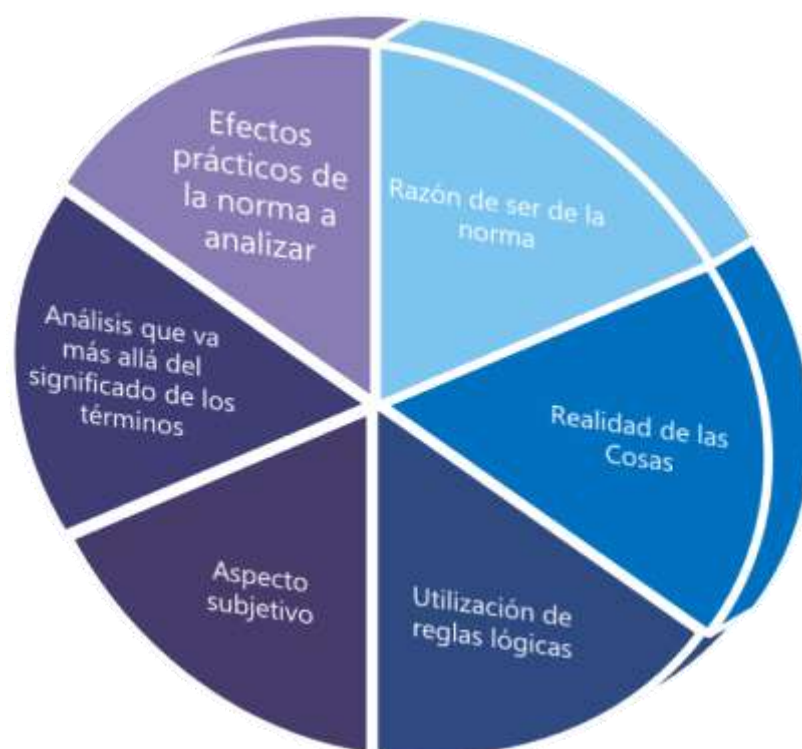 Efectos
prácticos de
la norma a
analizar
Razón de ser de la
norma
Realidad de las
Cosas
Utilización de
reglas lógicas
Aspecto
subjetivo
Análisis que va
más allá del
significado de los
términos